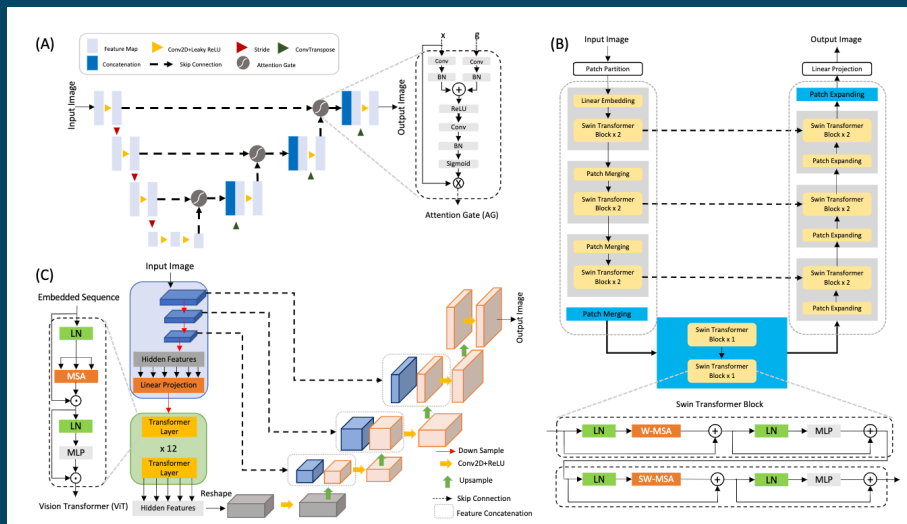 (A)
Feature Map
Conv2D+Leaky ReLU
Stride
ConvTranspose
Concatenation
Skip Connection
Attention Gate
Input Image
Output Image
x
g
Conv
Conv
BN
BN
ReLU
Conv
BN
Sigmoid
Attention Gate (AG)
(B)
Input Image
Output Image
Patch Partition
Linear Projection
Linear Embedding
Patch Expanding
Swin Transformer
Block x 2
Swin Transformer
Block x 2
Patch Merging
Patch Expanding
Swin Transformer
Block x 2
Swin Transformer
Block x 2
Patch Merging
Patch Expanding
Swin Transformer
Block x 2
Swin Transformer
Block x 2
Patch Merging
Patch Expanding
Swin Transformer
Block x 1
Swin Transformer
Block x 1
Swin Transformer Block
LN
W-MSA
LN
MLP
LN
SW-MSA
LN
MLP
(C)
Input Image
Embedded Sequence
LN
MSA
LN
MLP
Vision Transformer (ViT)
Hidden Features
Linear Projection
Transformer
Layer
x 12
Transformer
Layer
Hidden Features
Reshape
Output Image
Down Sample
Conv2D+ReLU
Upsample
Skip Connection
Feature Concatenation